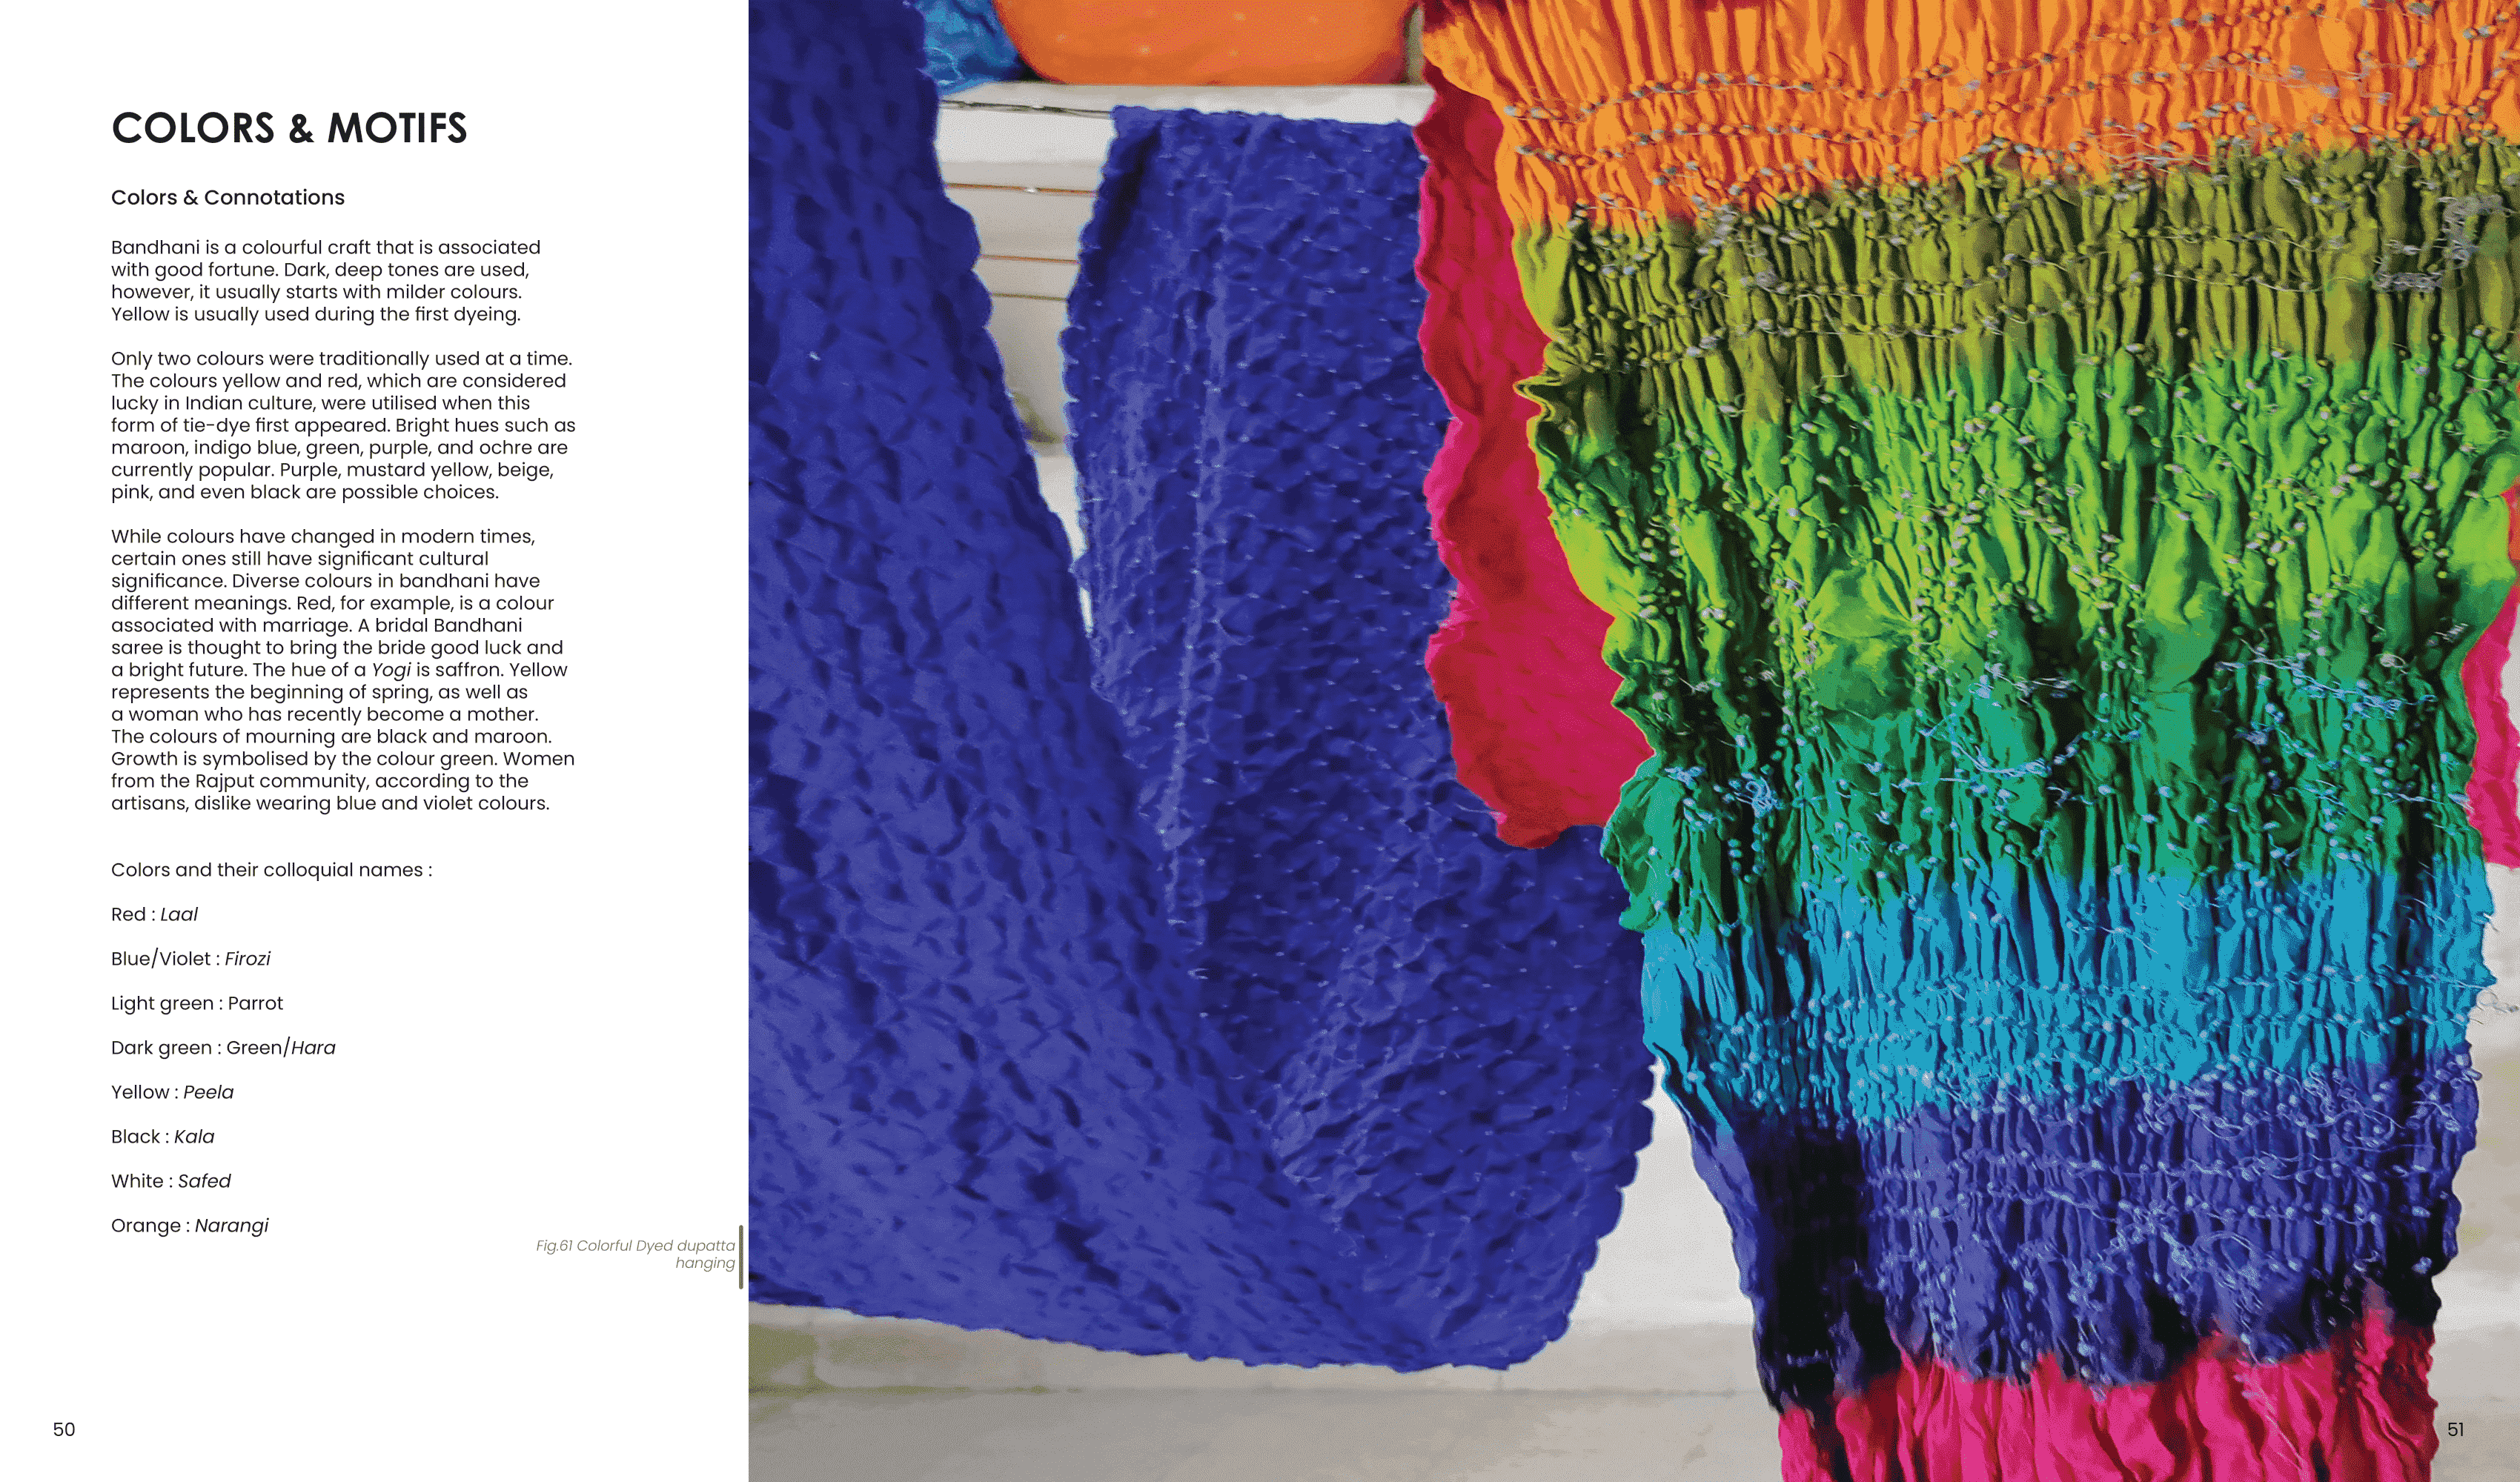 COLORS & MOTIFS
Colors & Connotations
Bandhani is a colourful craft that is associated
with good fortune. Dark, deep tones are used,
however, it usually starts with milder colours.
Yellow is usually used during the first dyeing.
Only two colours were traditionally used at a time.
The colours yellow and red, which are considered
lucky in Indian culture, were utilised when this
form of tie-dye first appeared. Bright hues such as
maroon, indigo blue, green, purple, and ochre are
currently popular. Purple, mustard yellow, beige,
pink, and even black are possible choices.
While colours have changed in modern times,
certain ones still have significant cultural
significance. Diverse colours in bandhani have
different meanings. Red, for example, is a colour
associated with marriage. A bridal Bandhani
saree is thought to bring the bride good luck and
a bright future. The hue of a Yogi is saffron. Yellow
represents the beginning of spring, as well as
a woman who has recently become a mother.
The colours of mourning are black and maroon.
Growth is symbolised by the colour green. Women
from the Rajput community, according to the
artisans, dislike wearing blue and violet colours.
Colors and their colloquial names :
Red : Laal
Blue/Violet : Firozi
Light green : Parrot
Dark green : Green/Hara
Yellow : Peela
Black : Kala
White : Safed
Orange : Narangi
Fig.61 Colorful Dyed dupatta
hanging
50
51